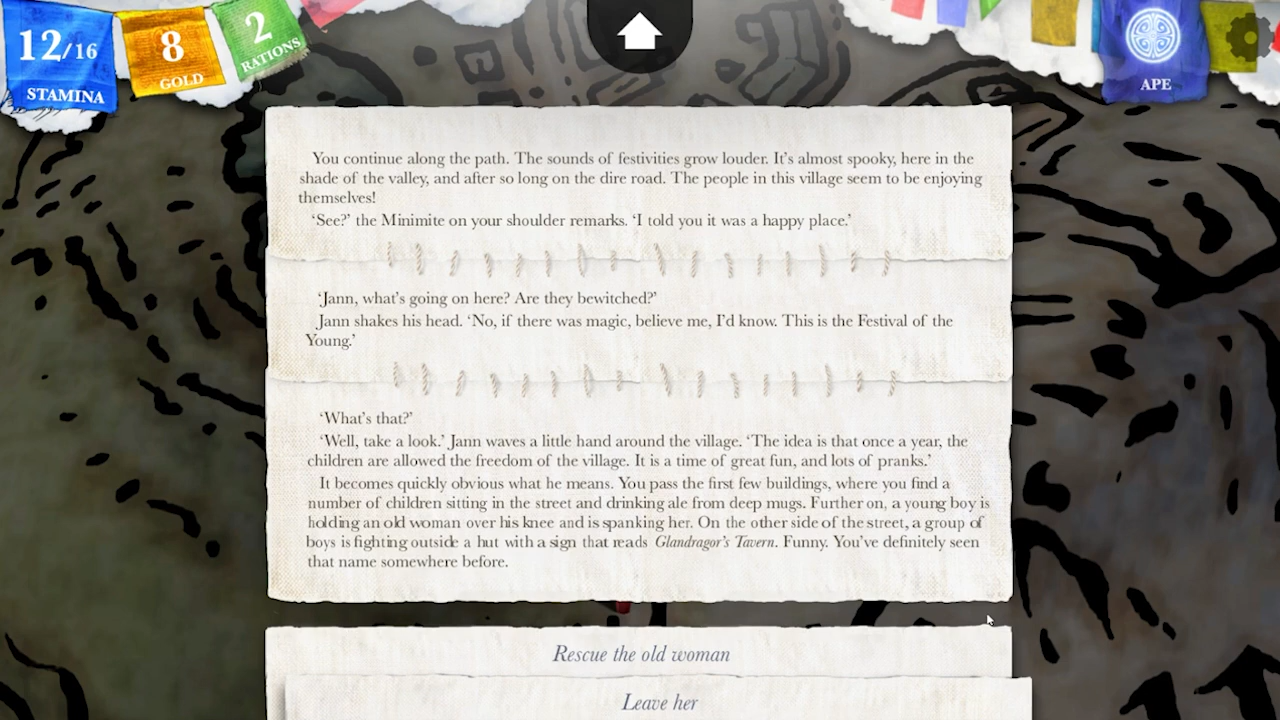 12/16
STAMINA
8
GOLD
2
RATIONS
APE
You continue along the path. The sounds of festivities grow louder. It's almost spooky, here in the
shade of the valley, and after so long on the dire road. The people in this village seem to be enjoying
themselves!
‘See?’ the Minimite on your shoulder remarks. ‘I told you it was a happy place.’
‘Jann, what's going on here? Are they bewitched?’
Jann shakes his head. ‘No, if there was magic, believe me, I'd know. This is the Festival of the
Young.’
‘What's that?’
‘Well, take a look.’ Jann waves a little hand around the village. ‘The idea is that once a year, the
children are allowed the freedom of the village. It is a time of great fun, and lots of pranks.’
It becomes quickly obvious what he means. You pass the first few buildings, where you find a
number of children sitting in the street and drinking ale from deep mugs. Further on, a young boy is
holding an old woman over his knee and is spanking her. On the other side of the street, a group of
boys is fighting outside a hut with a sign that reads Glandragor's Tavern. Funny. You've definitely seen
that name somewhere before.
Rescue the old woman
Leave her